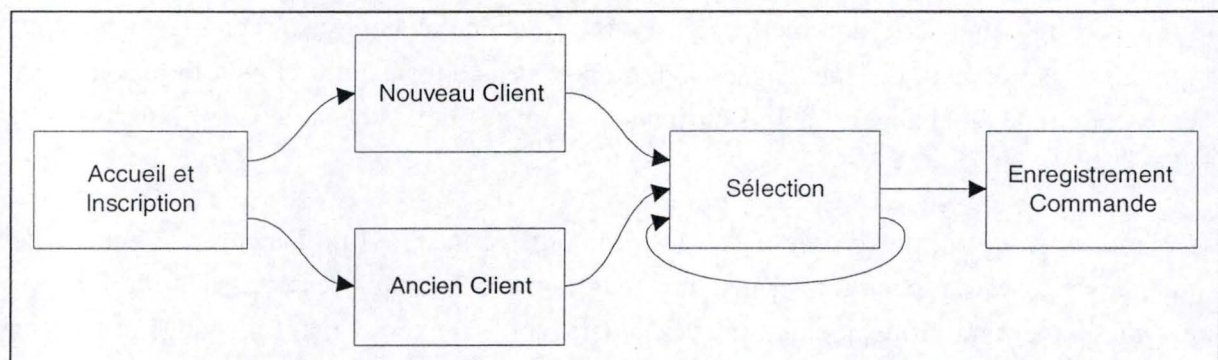 Accueil et
Inscription
Nouveau Client
Ancien Client
Sélection
Enregistrement
Commande